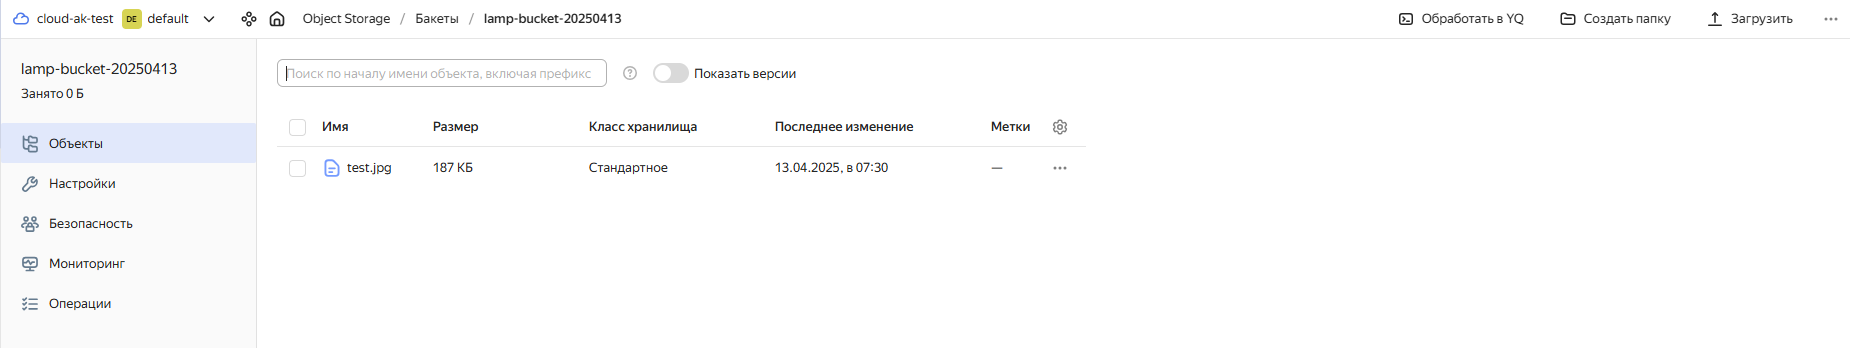 cloud-ak-test DE default Object Storage / Бакеты / lamp-bucket-20250413 Обработать в YQ Создать папку Загрузить
lamp-bucket-20250413
Занято 0 Б
Объекты
Настройки
Безопасность
Мониторинг
Операции
Поиск по началу имени объекта, включая префикс Показать версии
Имя Размер Класс хранилища Последнее изменение Метки
test.jpg 187 КБ Стандартное 13.04.2025, в 07:30 —